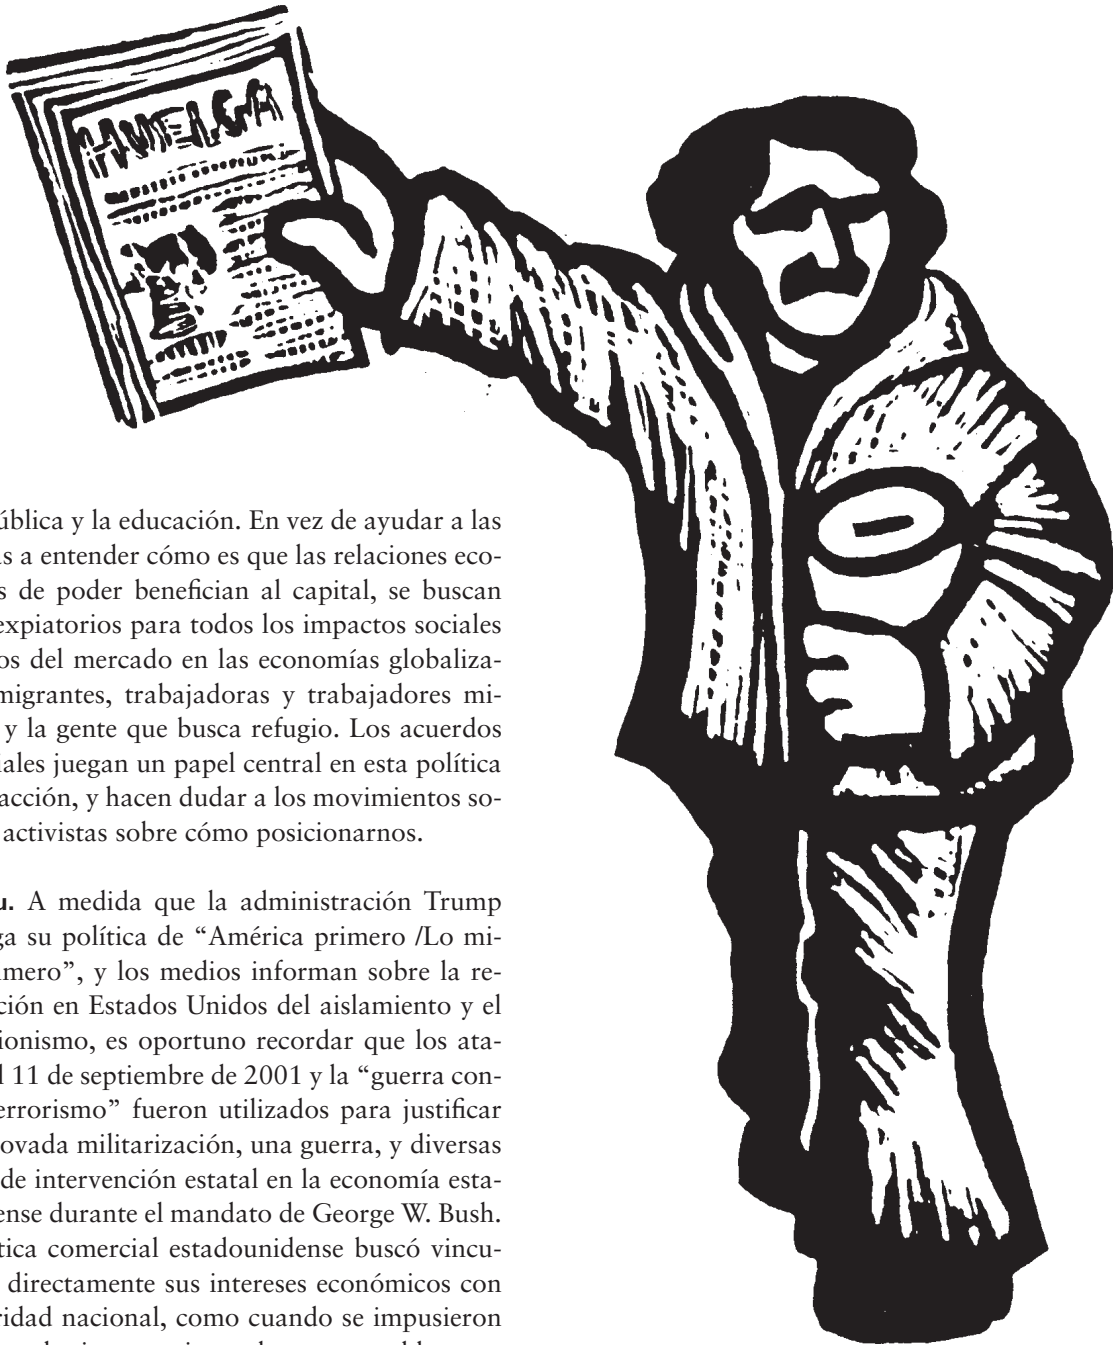 HUELGA
ública y la educación. En vez de ayudar a las
as a entender cómo es que las relaciones eco-
s de poder benefician al capital, se buscan
expiatorios para todos los impactos sociales
os del mercado en las economías globaliza-
migrantes, trabajadoras y trabajadores mi-
y la gente que busca refugio. Los acuerdos
iales juegan un papel central en esta política
acción, y hacen dudar a los movimientos so-
activistas sobre cómo posicionarnos.
u. A medida que la administración Trump
ga su política de “América primero /Lo mi-
imero”, y los medios informan sobre la re-
ción en Estados Unidos del aislamiento y el
ionismo, es oportuno recordar que los ata-
l 11 de septiembre de 2001 y la “guerra con-
errorismo” fueron utilizados para justificar
ovada militarización, una guerra, y diversas
de intervención estatal en la economía esta-
ense durante el mandato de George W. Bush.
tica comercial estadounidense buscó vincu-
directamente sus intereses económicos con
ridad nacional, como cuando se impusieron